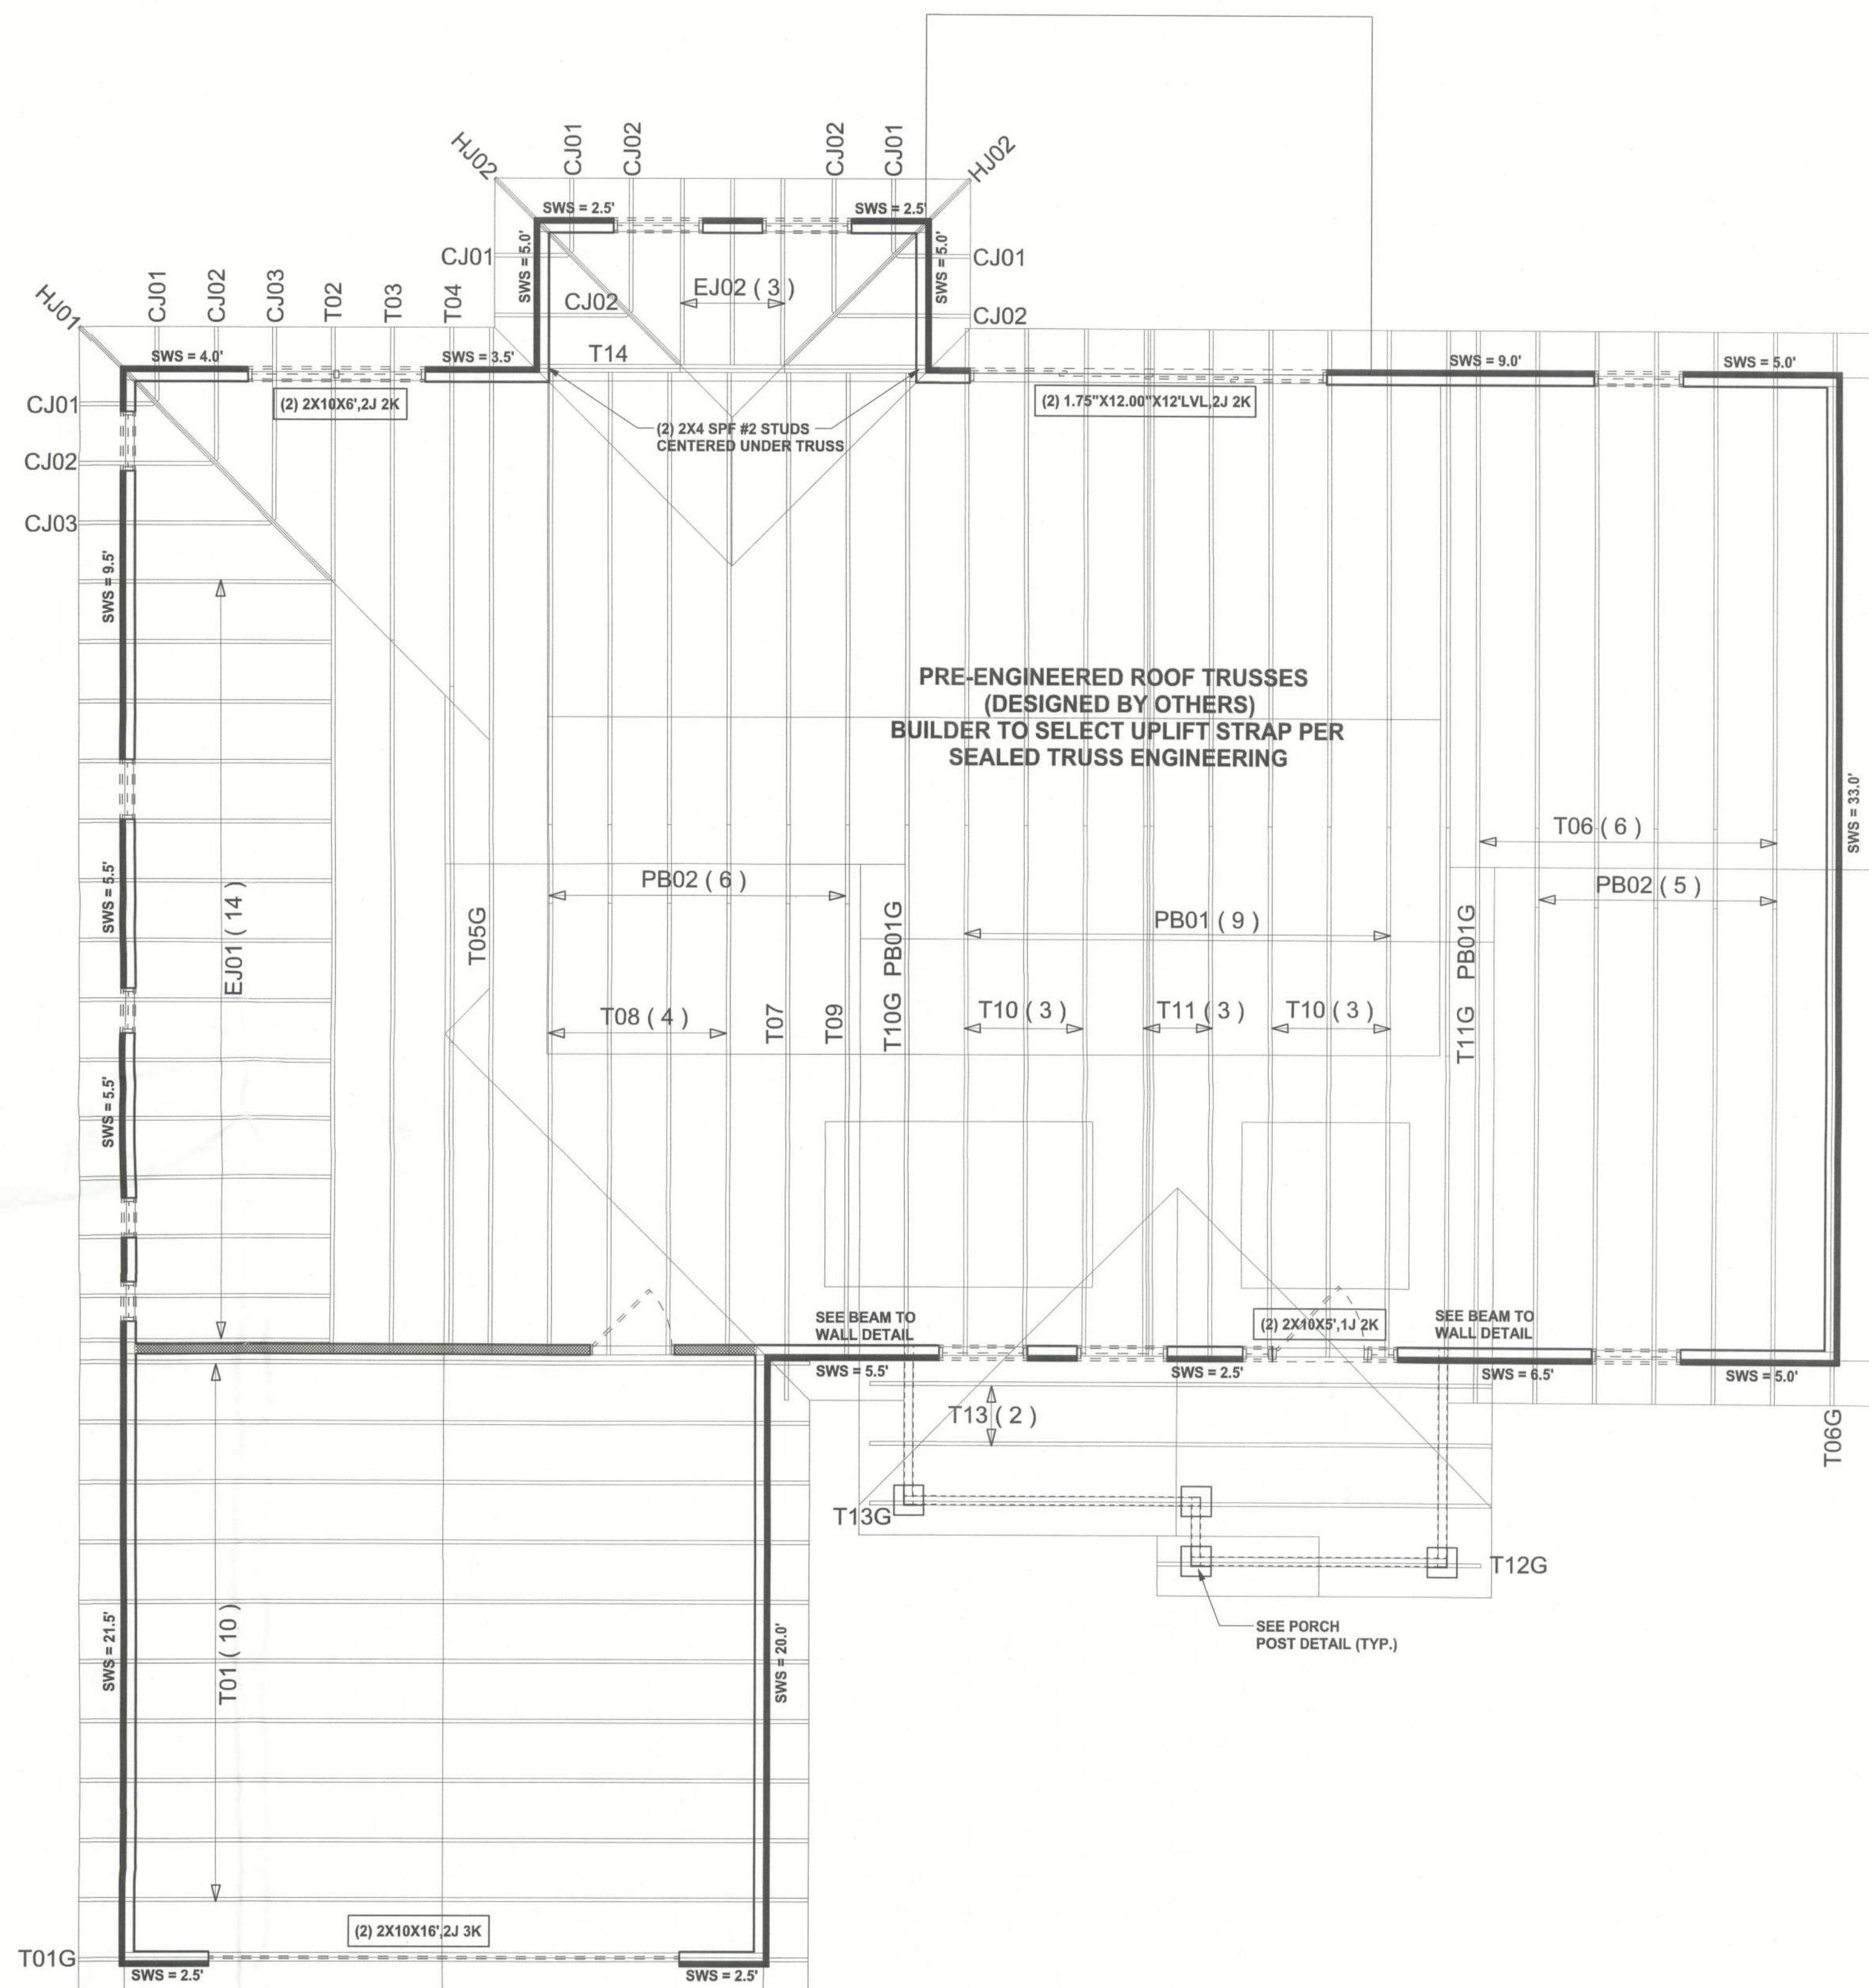 HJ02
CJ01
CJ02
CJ02
CJ01
HJ02
SWS = 2.5'
SWS = 2.5'
SWS = 5.0'
SWS = 5.0'
CJ01
CJ01
EJ02 ( 3 )
CJ02
CJ02
HJ01
CJ01
CJ02
CJ03
T02
T03
T04
SWS = 4.0'
SWS = 3.5'
T14
SWS = 9.0'
SWS = 5.0'
CJ01
(2) 2X10X6',2J 2K
(2) 1.75"X12.00"X12'LVL,2J 2K
(2) 2X4 SPF #2 STUDS
CENTERED UNDER TRUSS
CJ02
CJ03
SWS = 9.5'
PRE-ENGINEERED ROOF TRUSSES
(DESIGNED BY OTHERS)
BUILDER TO SELECT UPLIFT STRAP PER
SEALED TRUSS ENGINEERING
SWS = 33.0'
T06 ( 6 )
PB02 ( 6 )
PB02 ( 5 )
SWS = 5.5'
EJ01 ( 14 )
T05G
PB01 ( 9 )
T10G PB01G
T11G PB01G
T08 ( 4 )
T07
T09
T10 ( 3 )
T11 ( 3 )
T10 ( 3 )
SWS = 5.5'
SEE BEAM TO
WALL DETAIL
(2) 2X10X5',1J 2K
SEE BEAM TO
WALL DETAIL
SWS = 5.5'
SWS = 2.5'
SWS = 6.5'
SWS = 5.0'
T13 ( 2 )
T06G
T13G
T12G
SEE PORCH
POST DETAIL (TYP.)
SWS = 21.5'
T01 ( 10 )
SWS = 20.0'
(2) 2X10X16',2J 3K
T01G
SWS = 2.5'
SWS = 2.5'